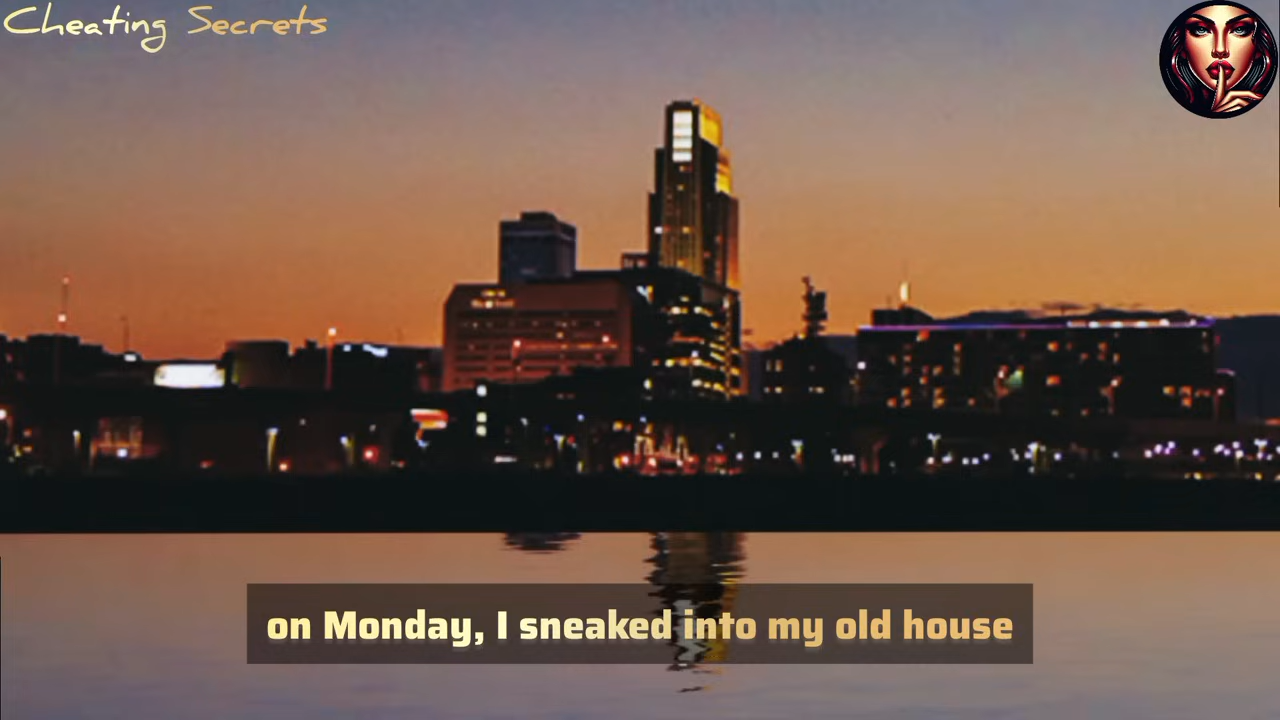 Cheating Secrets
on Monday, I sneaked into my old house